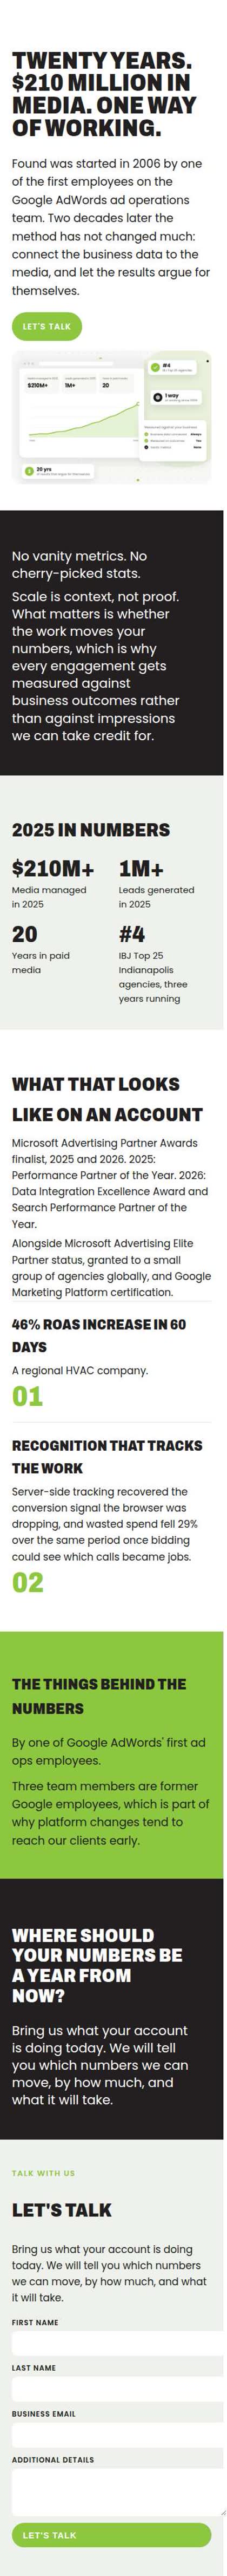 TWENTY YEARS.
$210 MILLION IN
MEDIA. ONE WAY
OF WORKING.
Found was started in 2006 by one
of the first employees on the
Google AdWords ad operations
team. Two decades later the
method has not changed much:
connect the business data to the
media, and let the results argue for
themselves.
LET'S TALK
#4
1 way
$210M+
1M+
20
20 yrs
No vanity metrics. No
cherry-picked stats.
Scale is context, not proof.
What matters is whether
the work moves your
numbers, which is why
every engagement gets
measured against
business outcomes rather
than against impressions
we can take credit for.
2025 IN NUMBERS
$210M+
Media managed
in 2025
1M+
Leads generated
in 2025
20
Years in paid
media
#4
IBJ Top 25
Indianapolis
agencies, three
years running
WHAT THAT LOOKS
LIKE ON AN ACCOUNT
Microsoft Advertising Partner Awards
finalist, 2025 and 2026. 2025:
Performance Partner of the Year. 2026:
Data Integration Excellence Award and
Search Performance Partner of the
Year.
Alongside Microsoft Advertising Elite
Partner status, granted to a small
group of agencies globally, and Google
Marketing Platform certification.
46% ROAS INCREASE IN 60
DAYS
A regional HVAC company.
01
RECOGNITION THAT TRACKS
THE WORK
Server-side tracking recovered the
conversion signal the browser was
dropping, and wasted spend fell 29%
over the same period once bidding
could see which calls became jobs.
02
THE THINGS BEHIND THE
NUMBERS
By one of Google AdWords' first ad
ops employees.
Three team members are former
Google employees, which is part of
why platform changes tend to
reach our clients early.
WHERE SHOULD
YOUR NUMBERS BE
A YEAR FROM
NOW?
Bring us what your account
is doing today. We will tell
you which numbers we can
move, by how much, and
what it will take.
TALK WITH US
LET'S TALK
Bring us what your account is doing
today. We will tell you which numbers
we can move, by how much, and what
it will take.
FIRST NAME
LAST NAME
BUSINESS EMAIL
ADDITIONAL DETAILS
LET'S TALK